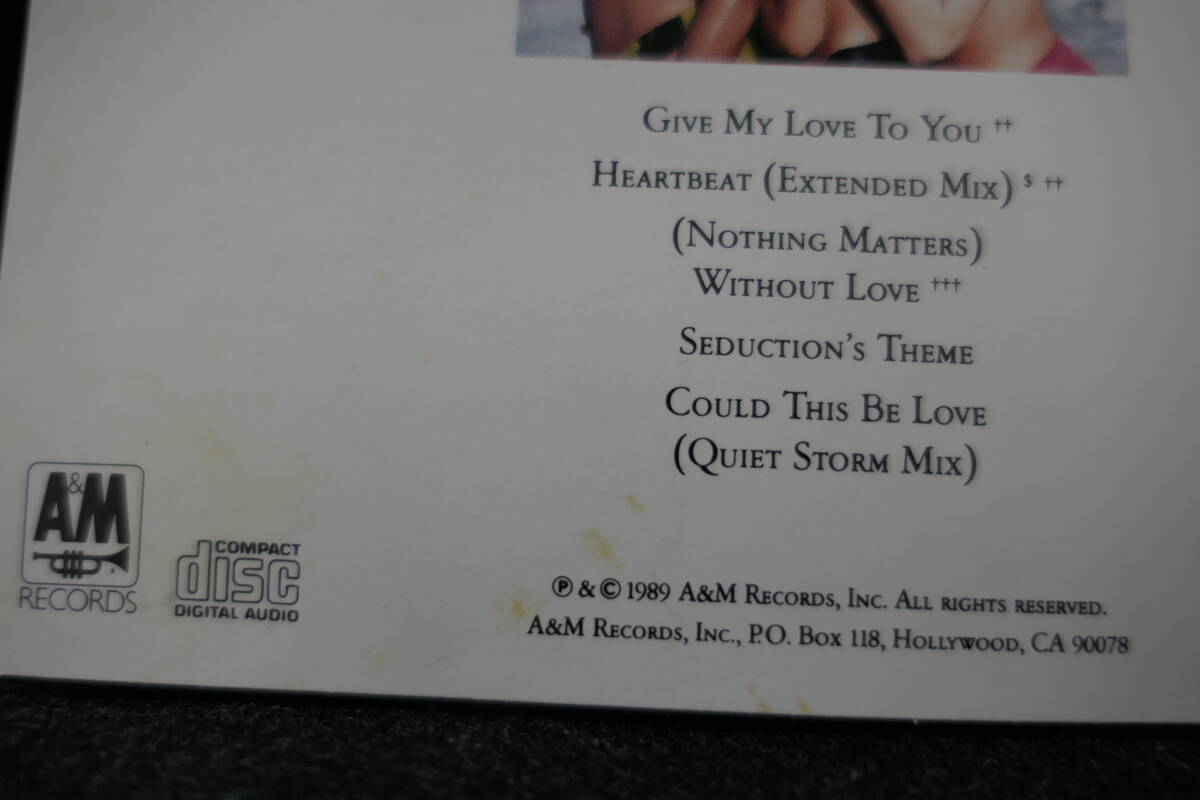 Give My Love To You ††
Heartbeat (Extended Mix) $ ††
(Nothing Matters)
Without Love †††
Seduction's Theme
Could This Be Love
(Quiet Storm Mix)
A&M
RECORDS
COMPACT
disc
DIGITAL AUDIO
℗ & © 1989 A&M Records, Inc. All rights reserved.
A&M Records, Inc., P.O. Box 118, Hollywood, CA 90078